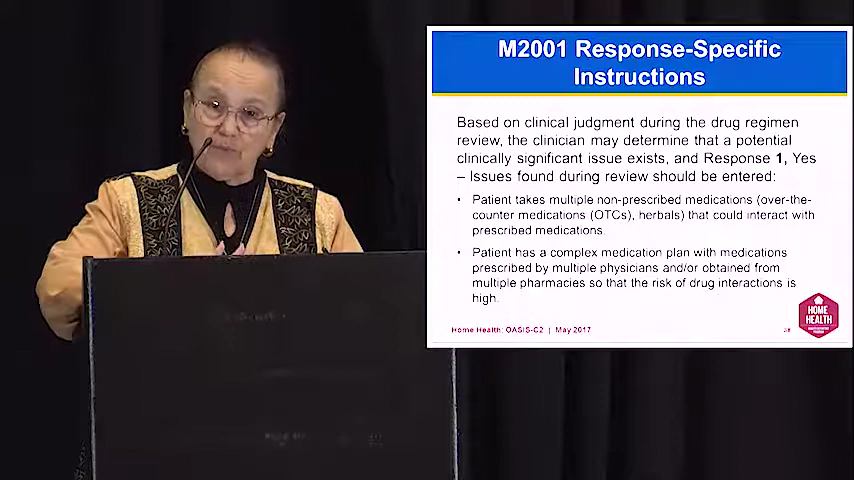 M2001 Response-Specific
Instructions
Based on clinical judgment during the drug regimen
review, the clinician may determine that a potential
clinically significant issue exists, and Response 1, Yes
– Issues found during review should be entered:
• Patient takes multiple non-prescribed medications (over-the-
counter medications (OTCs), herbals) that could interact with
prescribed medications.
• Patient has a complex medication plan with medications
prescribed by multiple physicians and/or obtained from
multiple pharmacies so that the risk of drug interactions is
high.
HOME
HEALTH
Home Health: OASIS-C2 | May 2017